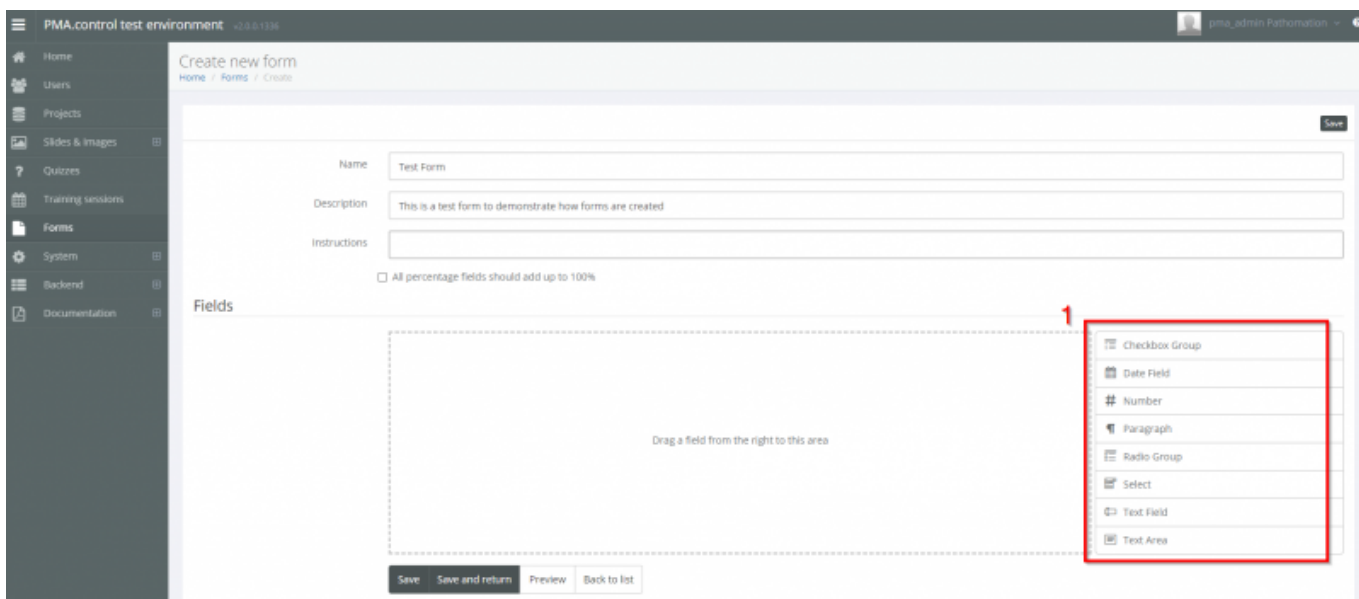 PMA.control test environment v2.0.0.1336
pma_admin Pathomation
Home
Users
Projects
Slides & Images
Quizzes
Training sessions
Forms
System
Backend
Documentation
Create new form
Home / Forms / Create
Save
Name
Test Form
Description
This is a test form to demonstrate how forms are created
Instructions
All percentage fields should add up to 100%
Fields
1
Drag a field from the right to this area
Checkbox Group
Date Field
# Number
¶ Paragraph
Radio Group
Select
Text Field
Text Area
Save Save and return Preview Back to list